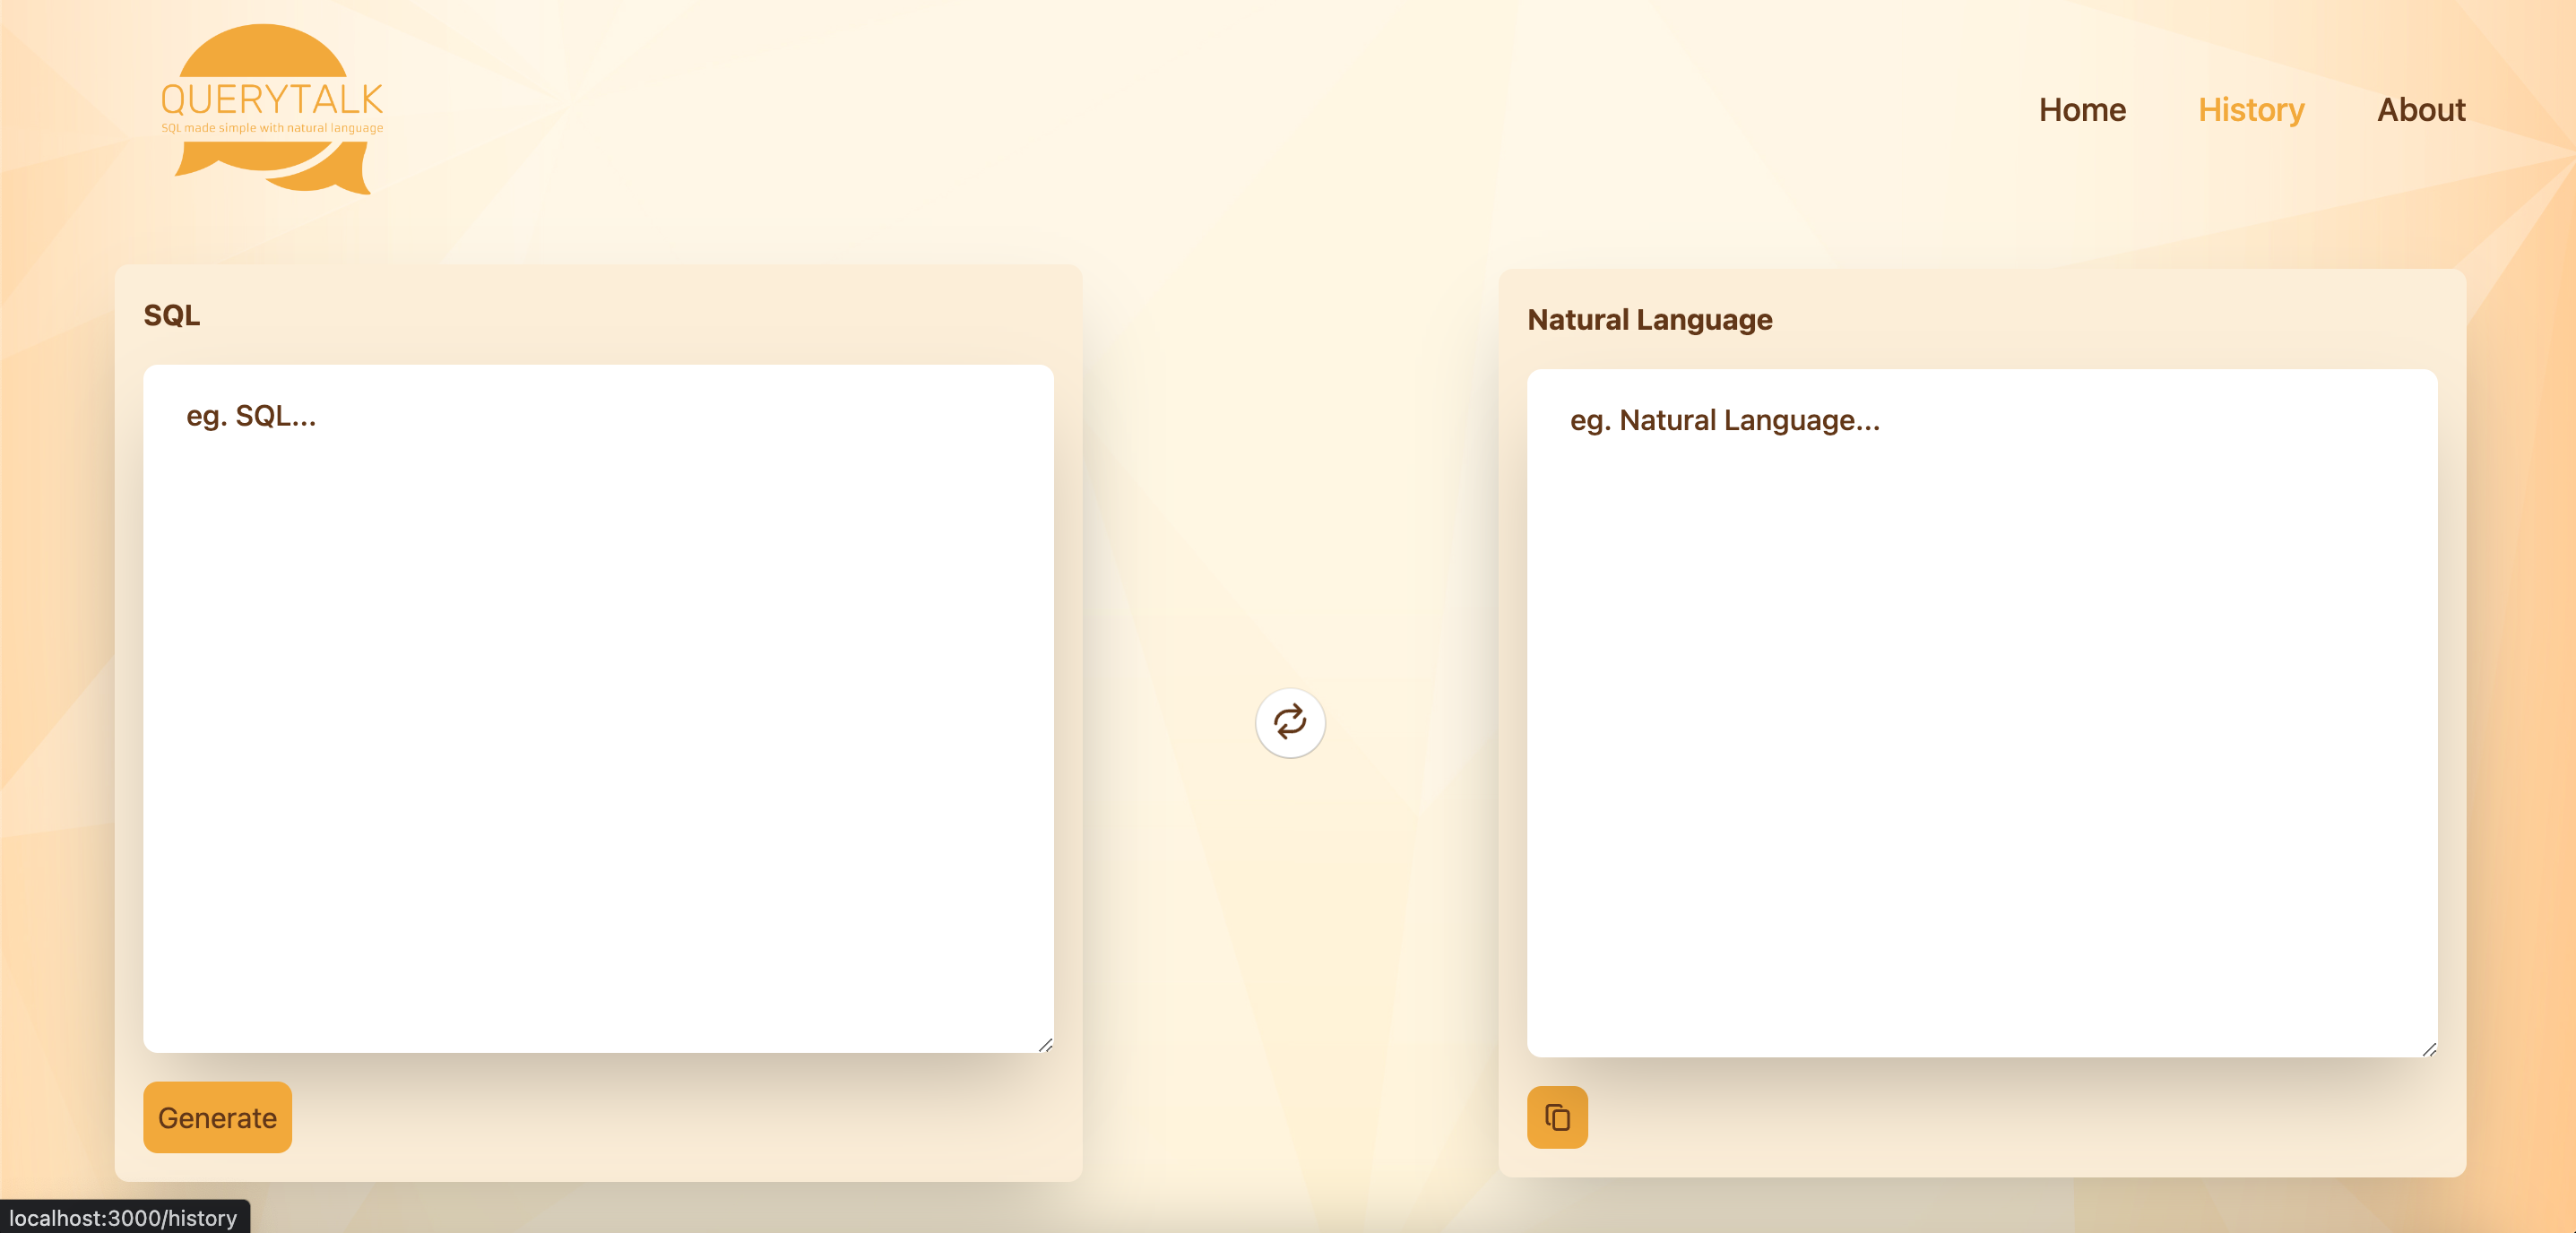 QUERYTALK
SQL made simple with natural language
Home History About
SQL
eg. SQL...
Generate
Natural Language
eg. Natural Language...
localhost:3000/history